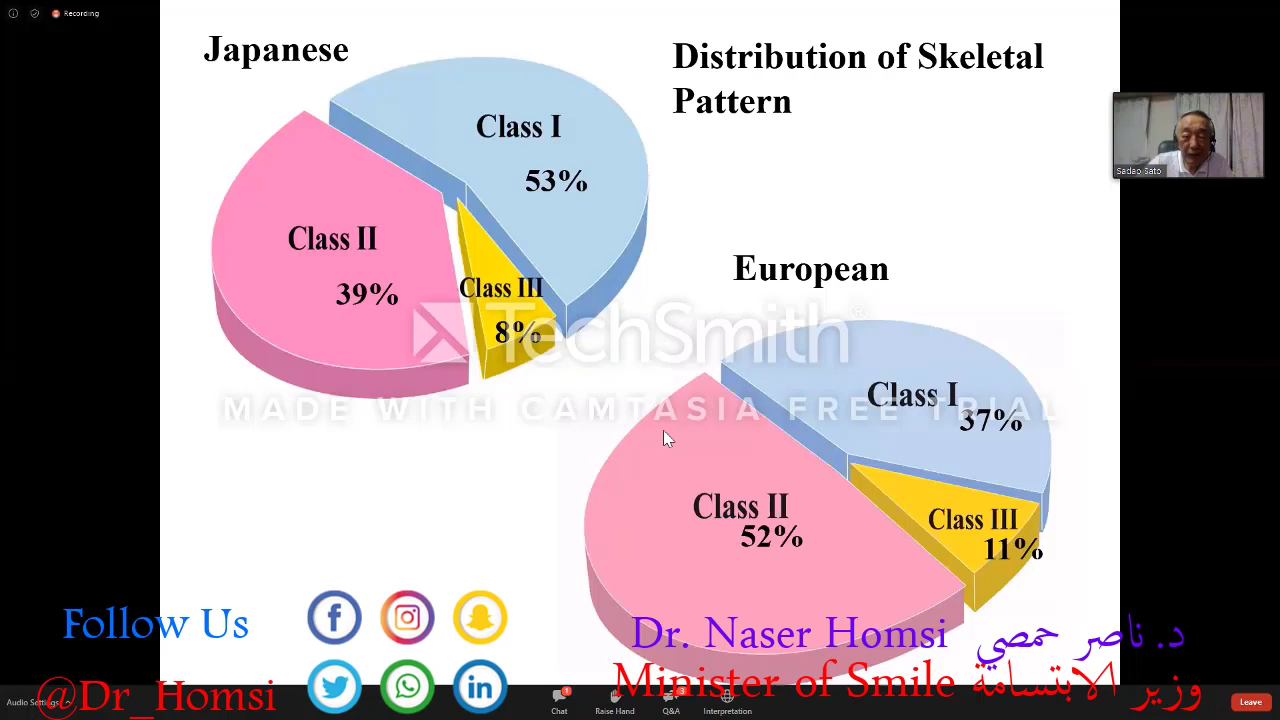 Recording
Japanese
Distribution of Skeletal
Pattern
Class I
53%
Sadao Sato
Class II
39%
Class III
8%
European
TechSmith®
MADE WITH CAMTASIA FREE TRIAL
Class I
37%
Class II
52%
Class III
11%
Follow Us
Dr. Naser Homsi د. ناصر حمصي
@Dr_Homsi
Minister of Smile وزير الابتسامة
Audio Settings
Chat
1
Raise Hand
Q&A
3
Interpretation
Leave